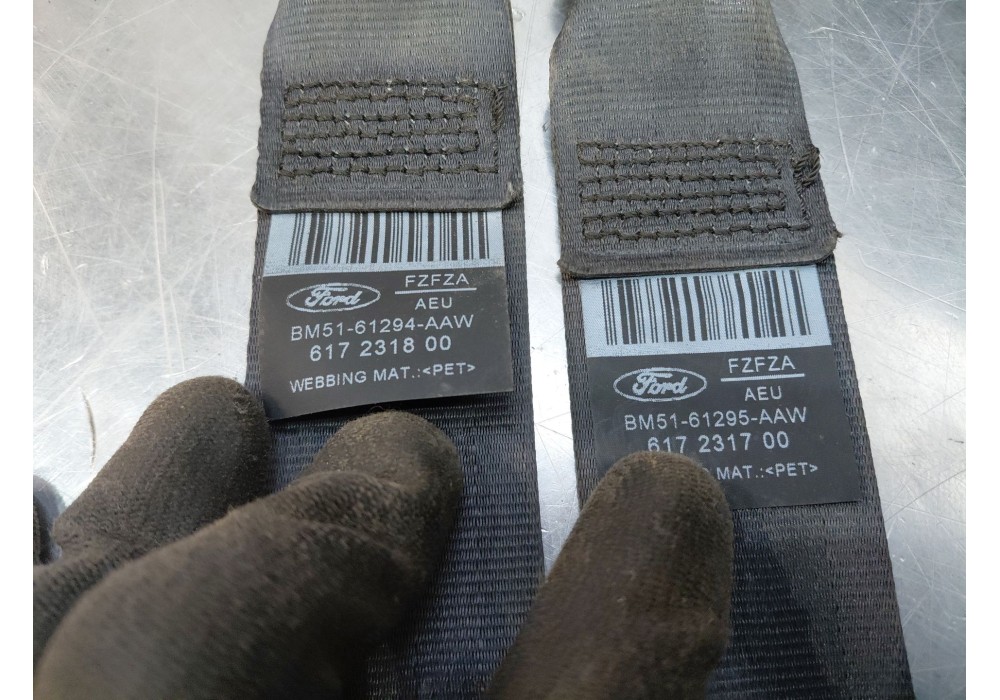 Ford
FZFZA
AEU
BM51-61294-AAW
617 2318 00
WEBBING MAT.:<PET>
Ford
FZFZA
AEU
BM51-61295-AAW
617 2317 00
MAT.:<PET>